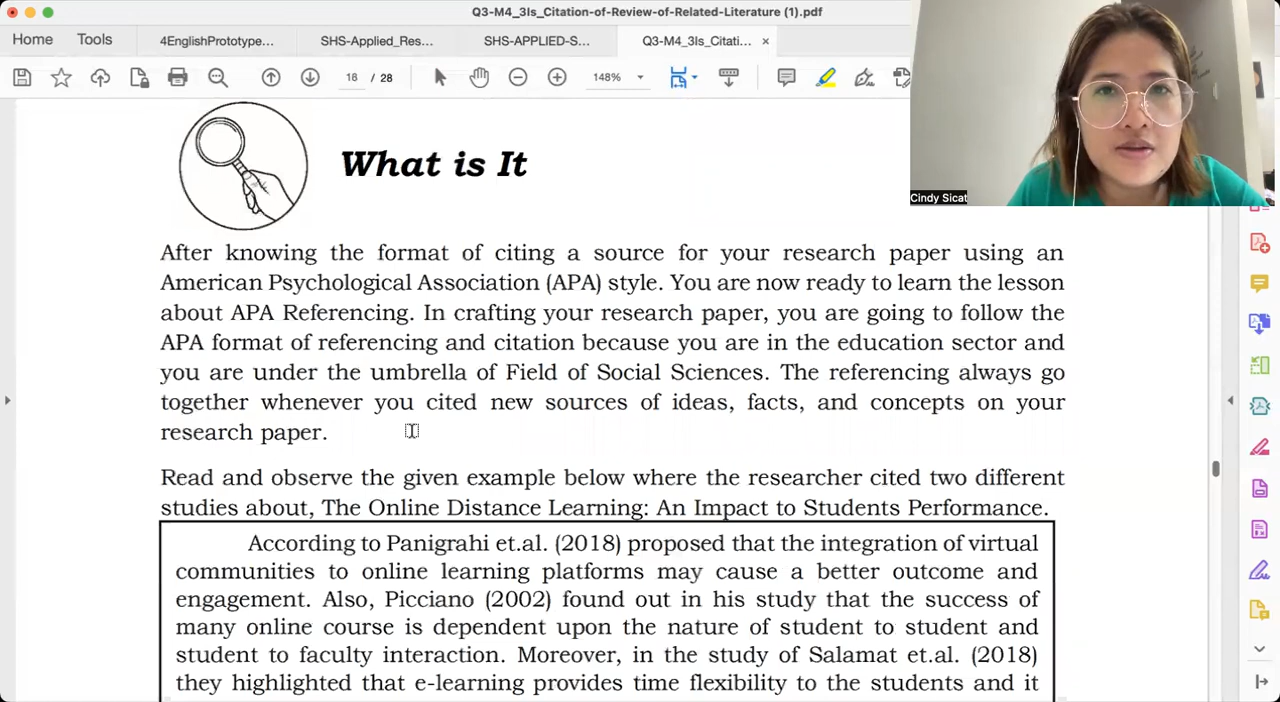 Q3-M4_3Is_Citation-of-Review-of-Related-Literature (1).pdf
Home Tools 4EnglishPrototype... SHS-Applied_Res... SHS-APPLIED-S... Q3-M4_3Is_Citati... ×
18 / 28 148%
Cindy Sicat
What is It
After knowing the format of citing a source for your research paper using an
American Psychological Association (APA) style. You are now ready to learn the lesson
about APA Referencing. In crafting your research paper, you are going to follow the
APA format of referencing and citation because you are in the education sector and
you are under the umbrella of Field of Social Sciences. The referencing always go
together whenever you cited new sources of ideas, facts, and concepts on your
research paper.
Read and observe the given example below where the researcher cited two different
studies about, The Online Distance Learning: An Impact to Students Performance.
According to Panigrahi et.al. (2018) proposed that the integration of virtual
communities to online learning platforms may cause a better outcome and
engagement. Also, Picciano (2002) found out in his study that the success of
many online course is dependent upon the nature of student to student and
student to faculty interaction. Moreover, in the study of Salamat et.al. (2018)
they highlighted that e-learning provides time flexibility to the students and it